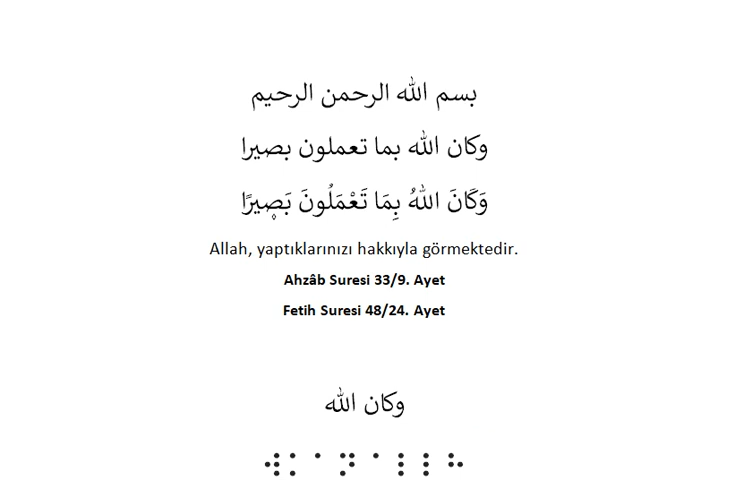 بسم الله الرحمن الرحيم
وكان الله بما تعملون بصيرا
وَكَانَ اللهُ بِمَا تَعْمَلُونَ بَصِيرًا
Allah, yaptıklarınızı hakkıyla görmektedir.
Ahzâb Suresi 33/9. Ayet
Fetih Suresi 48/24. Ayet
وكان الله
⠺⠅⠁⠝⠁⠇⠇⠓